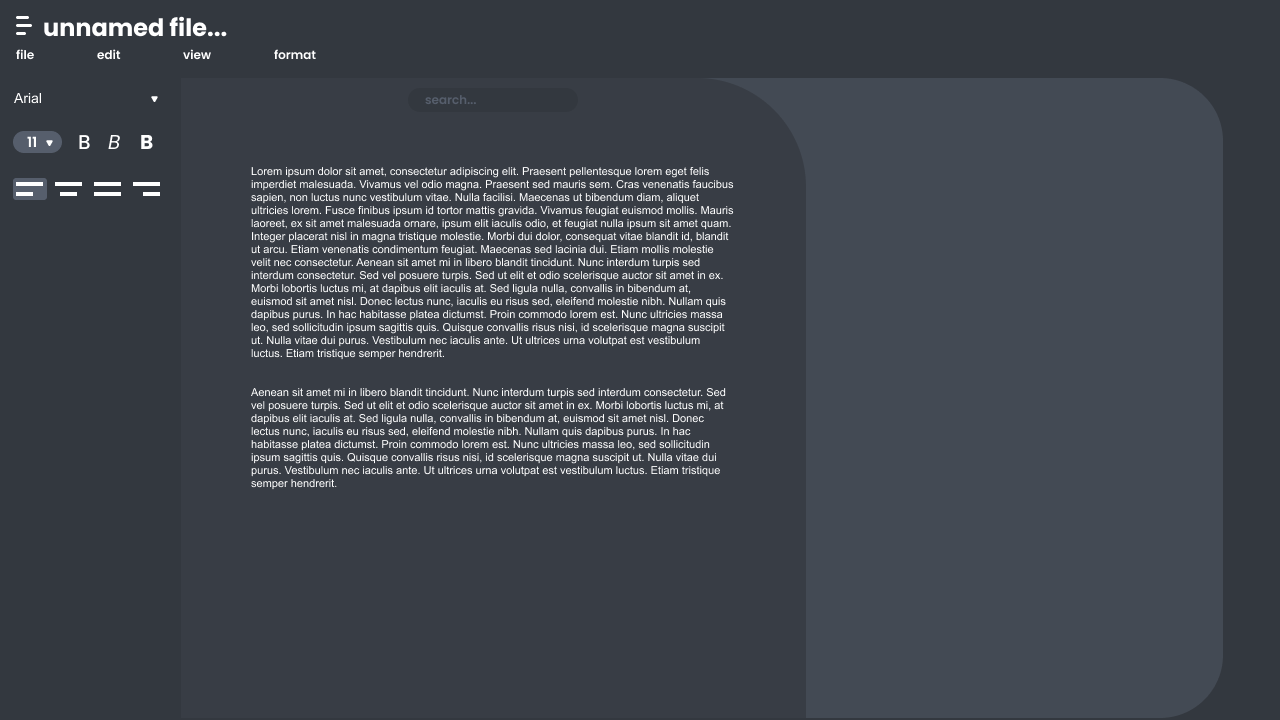 unnamed file...
file edit view format
Arial
search...
11 B B B
Lorem ipsum dolor sit amet, consectetur adipiscing elit. Praesent pellentesque lorem eget felis
imperdiet malesuada. Vivamus vel odio magna. Praesent sed mauris sem. Cras venenatis faucibus
sapien, non luctus nunc vestibulum vitae. Nulla facilisi. Maecenas ut bibendum diam, aliquet
ultricies lorem. Fusce finibus ipsum id tortor mattis gravida. Vivamus feugiat euismod mollis. Mauris
laoreet, ex sit amet malesuada ornare, ipsum elit iaculis odio, et feugiat nulla ipsum sit amet quam.
Integer placerat nisl in magna tristique molestie. Morbi dui dolor, consequat vitae blandit id, blandit
ut arcu. Etiam venenatis condimentum feugiat. Maecenas sed lacinia dui. Etiam mollis molestie
velit nec consectetur. Aenean sit amet mi in libero blandit tincidunt. Nunc interdum turpis sed
interdum consectetur. Sed vel posuere turpis. Sed ut elit et odio scelerisque auctor sit amet in ex.
Morbi lobortis luctus mi, at dapibus elit iaculis at. Sed ligula nulla, convallis in bibendum at,
euismod sit amet nisl. Donec lectus nunc, iaculis eu risus sed, eleifend molestie nibh. Nullam quis
dapibus purus. In hac habitasse platea dictumst. Proin commodo lorem est. Nunc ultricies massa
leo, sed sollicitudin ipsum sagittis quis. Quisque convallis risus nisi, id scelerisque magna suscipit
ut. Nulla vitae dui purus. Vestibulum nec iaculis ante. Ut ultrices urna volutpat est vestibulum
luctus. Etiam tristique semper hendrerit.
Aenean sit amet mi in libero blandit tincidunt. Nunc interdum turpis sed interdum consectetur. Sed
vel posuere turpis. Sed ut elit et odio scelerisque auctor sit amet in ex. Morbi lobortis luctus mi, at
dapibus elit iaculis at. Sed ligula nulla, convallis in bibendum at, euismod sit amet nisl. Donec
lectus nunc, iaculis eu risus sed, eleifend molestie nibh. Nullam quis dapibus purus. In hac
habitasse platea dictumst. Proin commodo lorem est. Nunc ultricies massa leo, sed sollicitudin
ipsum sagittis quis. Quisque convallis risus nisi, id scelerisque magna suscipit ut. Nulla vitae dui
purus. Vestibulum nec iaculis ante. Ut ultrices urna volutpat est vestibulum luctus. Etiam tristique
semper hendrerit.